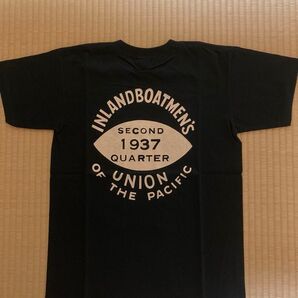 INLANDBOATMEN'S
SECOND
1937
QUARTER
UNION
OF THE PACIFIC